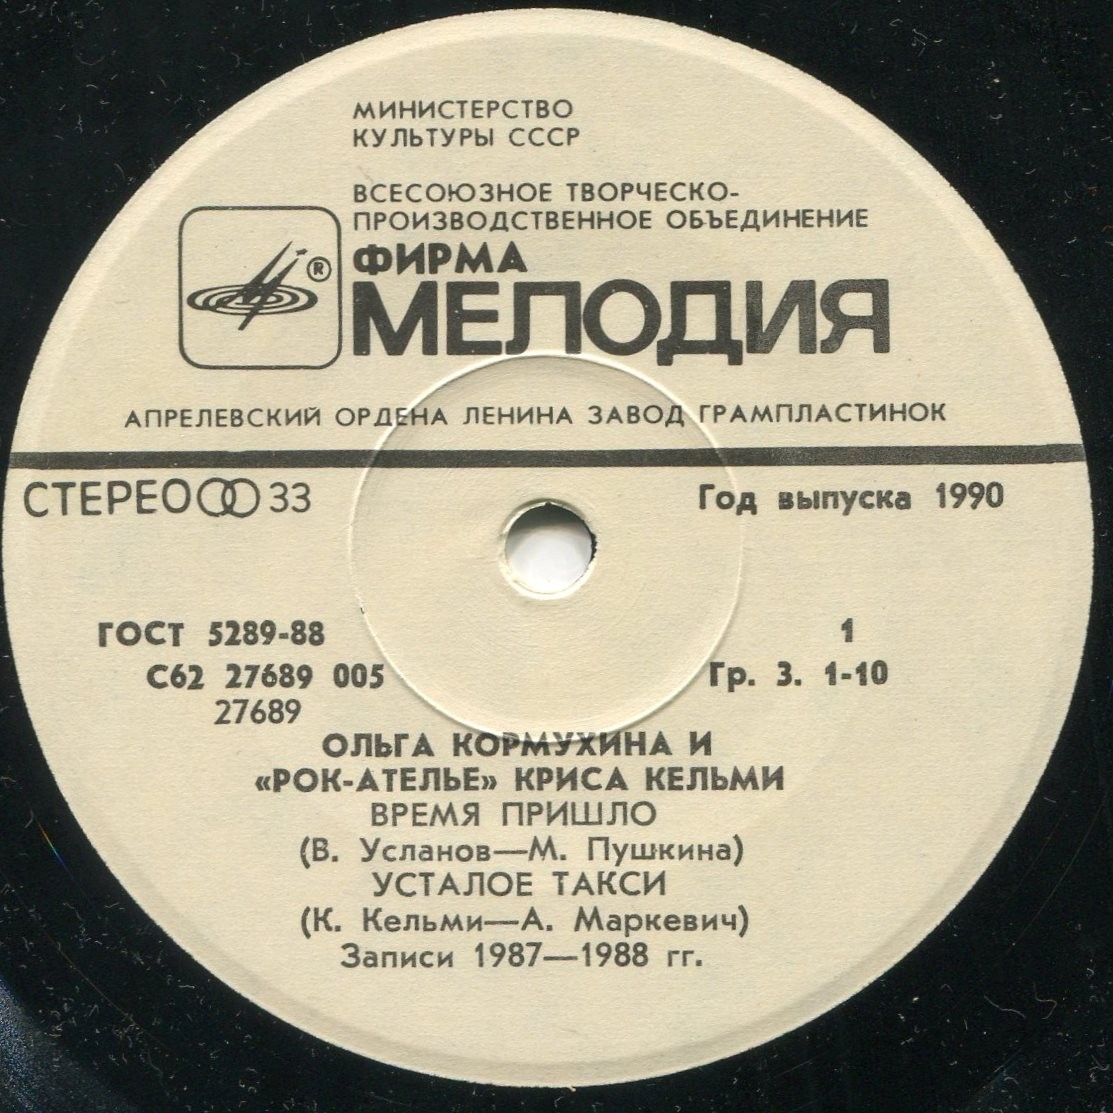 МИНИСТЕРСТВО
КУЛЬТУРЫ СССР
ВСЕСОЮЗНОЕ ТВОРЧЕСКО-
ПРОИЗВОДСТВЕННОЕ ОБЪЕДИНЕНИЕ
ФИРМА
®
МЕЛОДИЯ
АПРЕЛЕВСКИЙ ОРДЕНА ЛЕНИНА ЗАВОД ГРАМПЛАСТИНОК
СТЕРЕО 33 Год выпуска 1990
ГОСТ 5289-88 1
С62 27689 005 Гр. 3. 1-10
27689
ОЛЬГА КОРМУХИНА И
«РОК-АТЕЛЬЕ» КРИСА КЕЛЬМИ
ВРЕМЯ ПРИШЛО
(В. Усланов—М. Пушкина)
УСТАЛОЕ ТАКСИ
(К. Кельми—А. Маркевич)
Записи 1987—1988 гг.